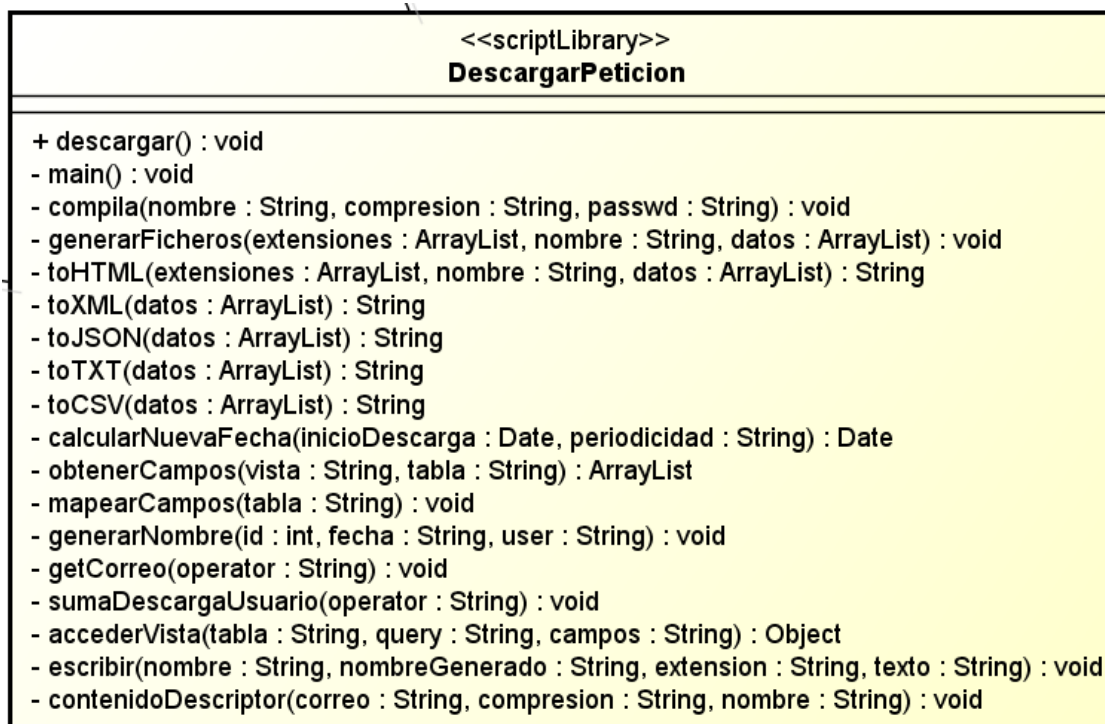 <<scriptLibrary>>
DescargarPeticion
+ descargar() : void
- main() : void
- compila(nombre : String, compresion : String, passwd : String) : void
- generarFicheros(extensiones : ArrayList, nombre : String, datos : ArrayList) : void
- toHTML(extensiones : ArrayList, nombre : String, datos : ArrayList) : String
- toXML(datos : ArrayList) : String
- toJSON(datos : ArrayList) : String
- toTXT(datos : ArrayList) : String
- toCSV(datos : ArrayList) : String
- calcularNuevaFecha(inicioDescarga : Date, periodicidad : String) : Date
- obtenerCampos(vista : String, tabla : String) : ArrayList
- mapearCampos(tabla : String) : void
- generarNombre(id : int, fecha : String, user : String) : void
- getCorreo(operator : String) : void
- sumaDescargaUsuario(operator : String) : void
- accederVista(tabla : String, query : String, campos : String) : Object
- escribir(nombre : String, nombreGenerado : String, extension : String, texto : String) : void
- contenidoDescriptor(correo : String, compresion : String, nombre : String) : void